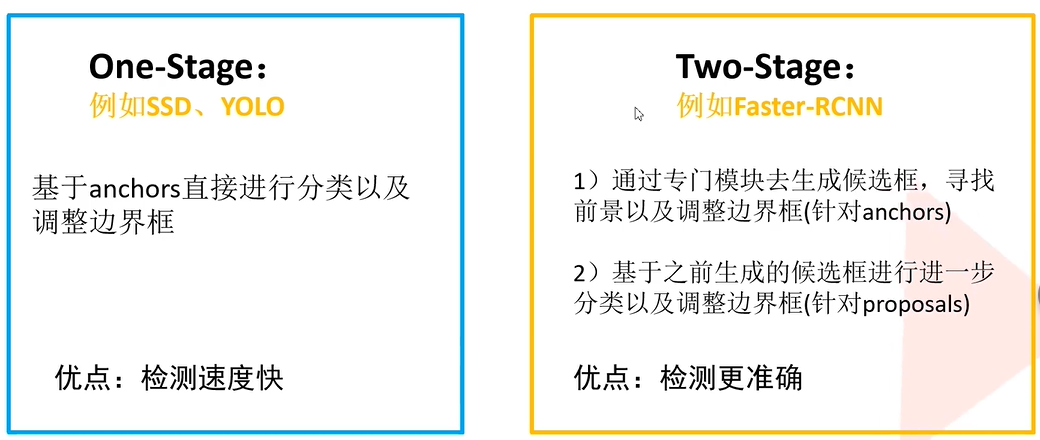 One-Stage：
例如SSD、YOLO
基于anchors直接进行分类以及
调整边界框
优点：检测速度快
Two-Stage：
例如Faster-RCNN
1）通过专门模块去生成候选框，寻找
前景以及调整边界框(针对anchors)
2）基于之前生成的候选框进行进一步
分类以及调整边界框(针对proposals)
优点：检测更准确